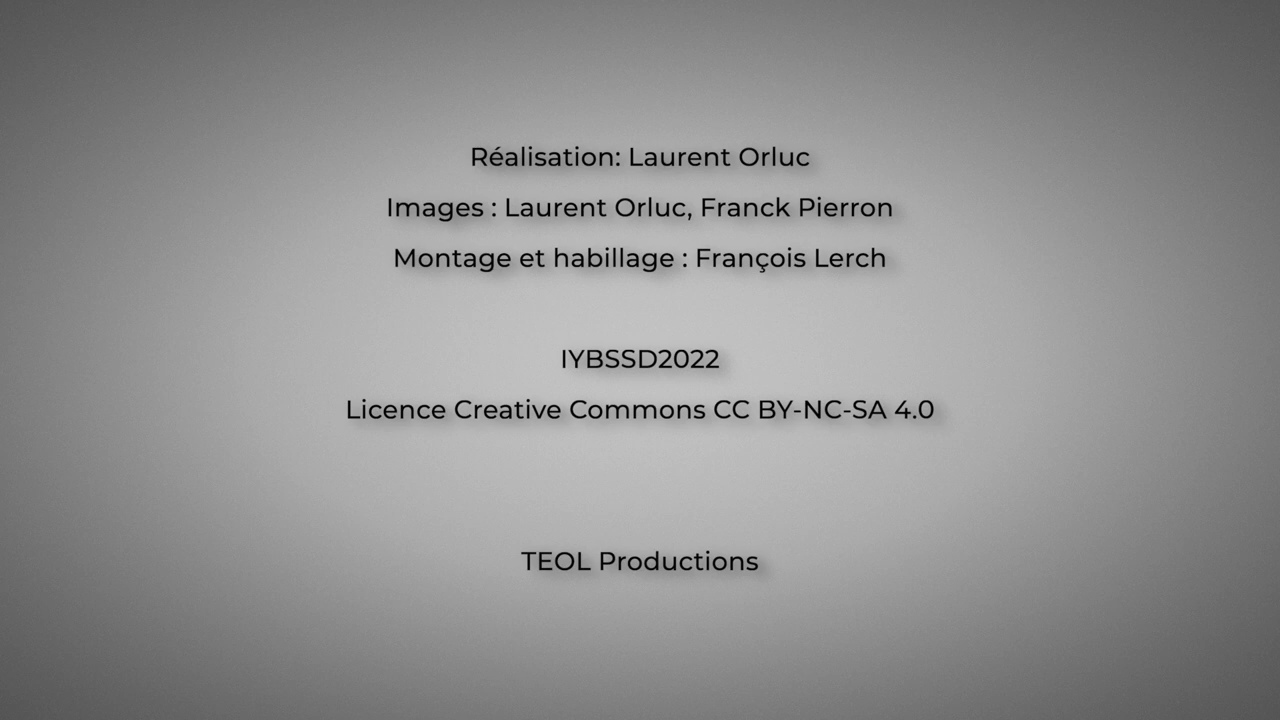 Réalisation: Laurent Orluc
Images : Laurent Orluc, Franck Pierron
Montage et habillage : François Lerch
IYBSSD2022
Licence Creative Commons CC BY-NC-SA 4.0
TEOL Productions